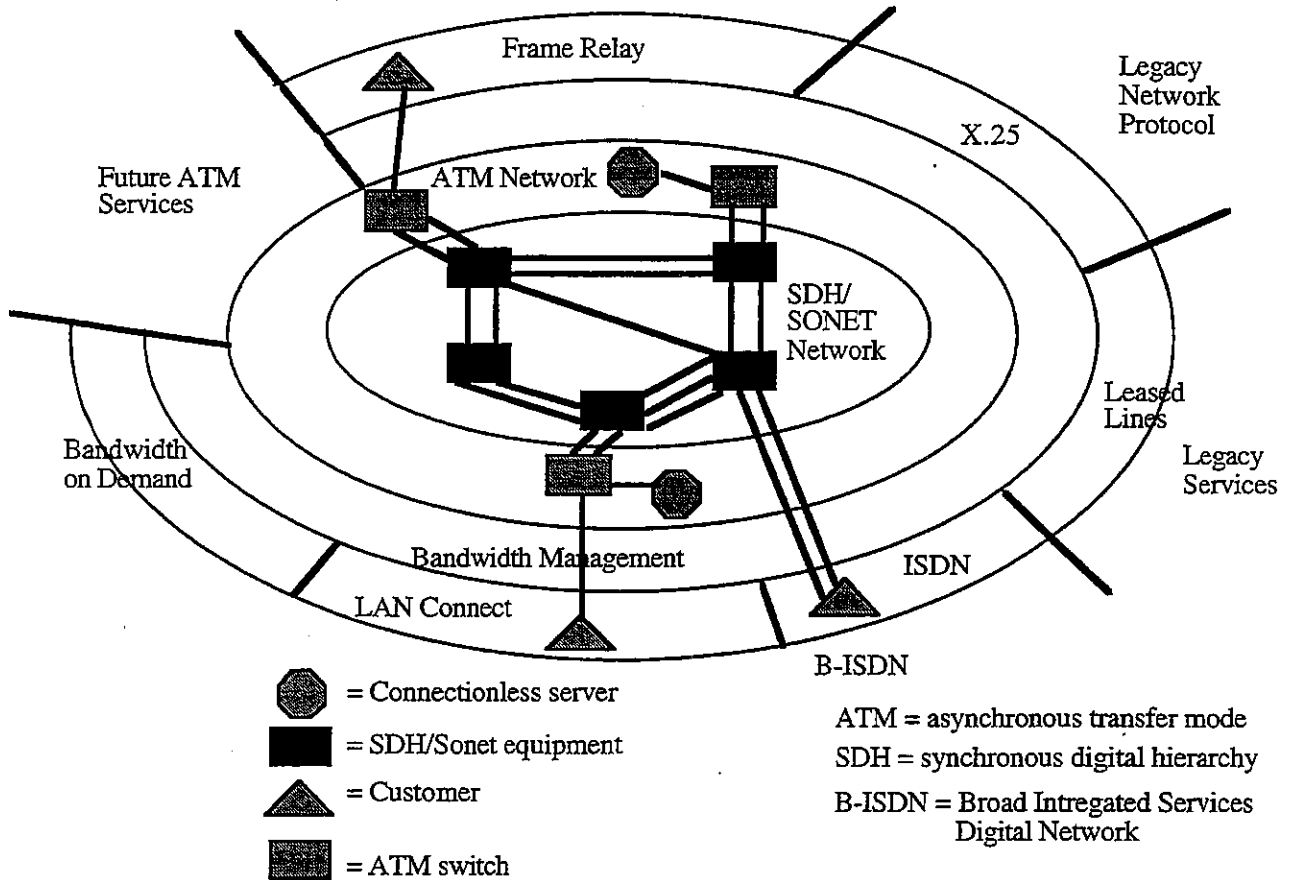 Frame Relay
Legacy
Network
Protocol
X.25
Future ATM
Services
ATM Network
SDH/
SONET
Network
Leased
Lines
Bandwidth
on Demand
Legacy
Services
Bandwidth Management
ISDN
LAN Connect
B-ISDN
= Connectionless server
= SDH/Sonet equipment
= Customer
= ATM switch
ATM = asynchronous transfer mode
SDH = synchronous digital hierarchy
B-ISDN = Broad Intregated Services
Digital Network